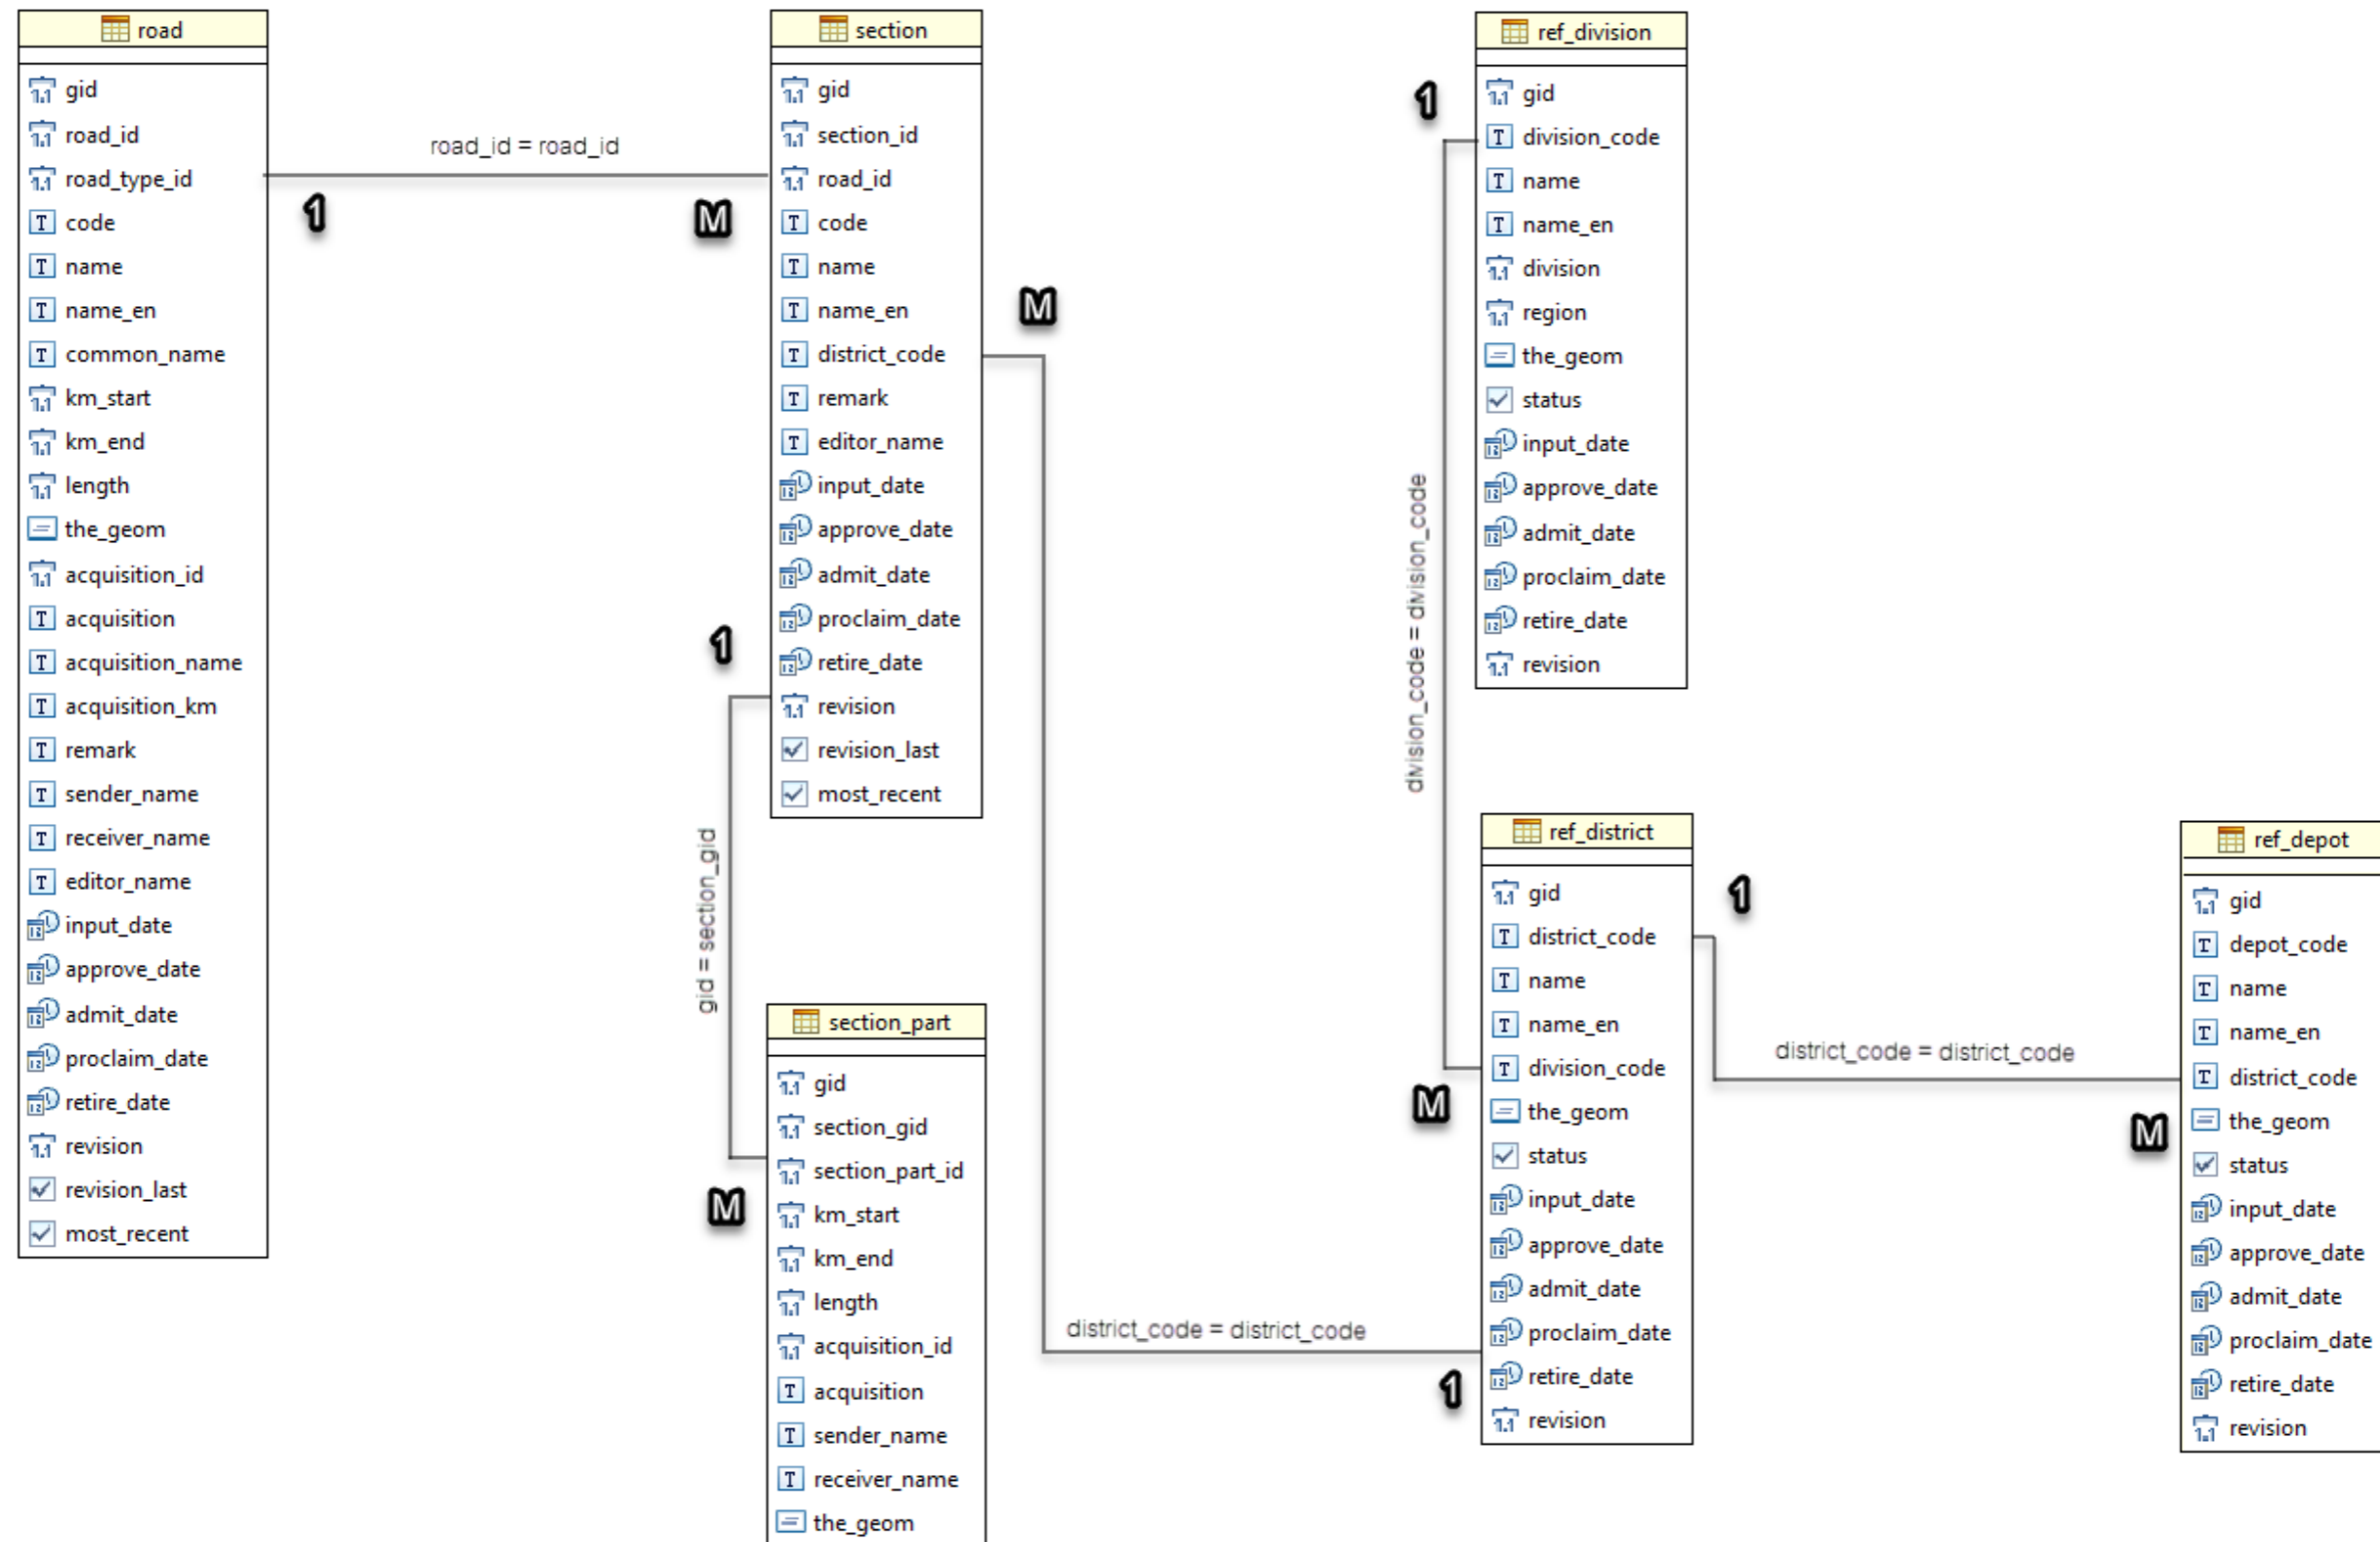 road
gid
road_id
road_type_id
code
name
name_en
common_name
km_start
km_end
length
the_geom
acquisition_id
acquisition
acquisition_name
acquisition_km
remark
sender_name
receiver_name
editor_name
input_date
approve_date
admit_date
proclaim_date
retire_date
revision
revision_last
most_recent
road_id = road_id
1
M
section
gid
section_id
road_id
code
name
name_en
district_code
remark
editor_name
input_date
approve_date
admit_date
proclaim_date
retire_date
revision
revision_last
most_recent
M
1
gid = section_gid
M
section_part
gid
section_gid
section_part_id
km_start
km_end
length
acquisition_id
acquisition
sender_name
receiver_name
the_geom
district_code = district_code
1
ref_division
gid
division_code
name
name_en
division
region
the_geom
status
input_date
approve_date
admit_date
proclaim_date
retire_date
revision
1
division_code = division_code
M
ref_district
gid
district_code
name
name_en
division_code
the_geom
status
input_date
approve_date
admit_date
proclaim_date
retire_date
revision
1
district_code = district_code
M
ref_depot
gid
depot_code
name
name_en
district_code
the_geom
status
input_date
approve_date
admit_date
proclaim_date
retire_date
revision